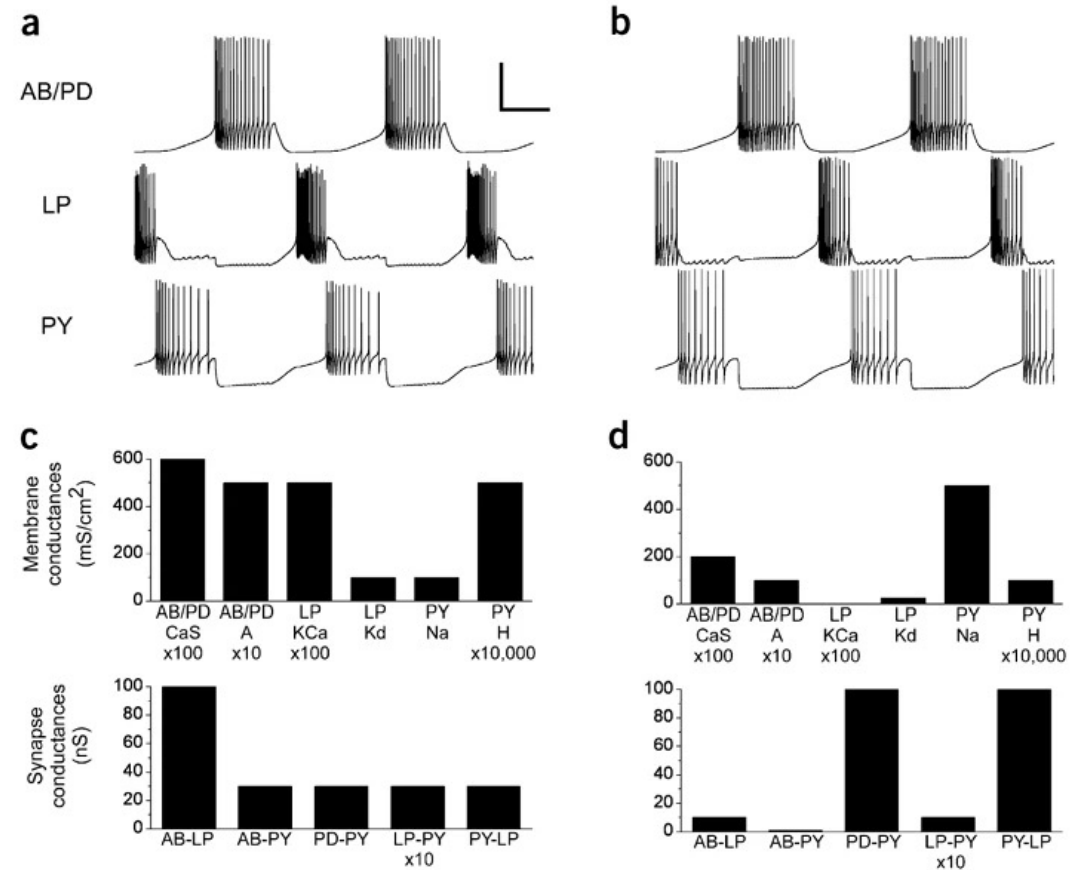 a
b
AB/PD
LP
PY
c
d
Membrane
conductances
(mS/cm2)
600
400
200
0
AB/PD AB/PD LP LP PY PY
CaS A KCa Kd Na H
x100 x10 x100 x10,000
600
400
200
0
AB/PD AB/PD LP LP PY PY
CaS A KCa Kd Na H
x100 x10 x100 x10,000
Synapse
conductances
(nS)
100
80
60
40
20
0
AB-LP AB-PY PD-PY LP-PY PY-LP
x10
100
80
60
40
20
0
AB-LP AB-PY PD-PY LP-PY PY-LP
x10